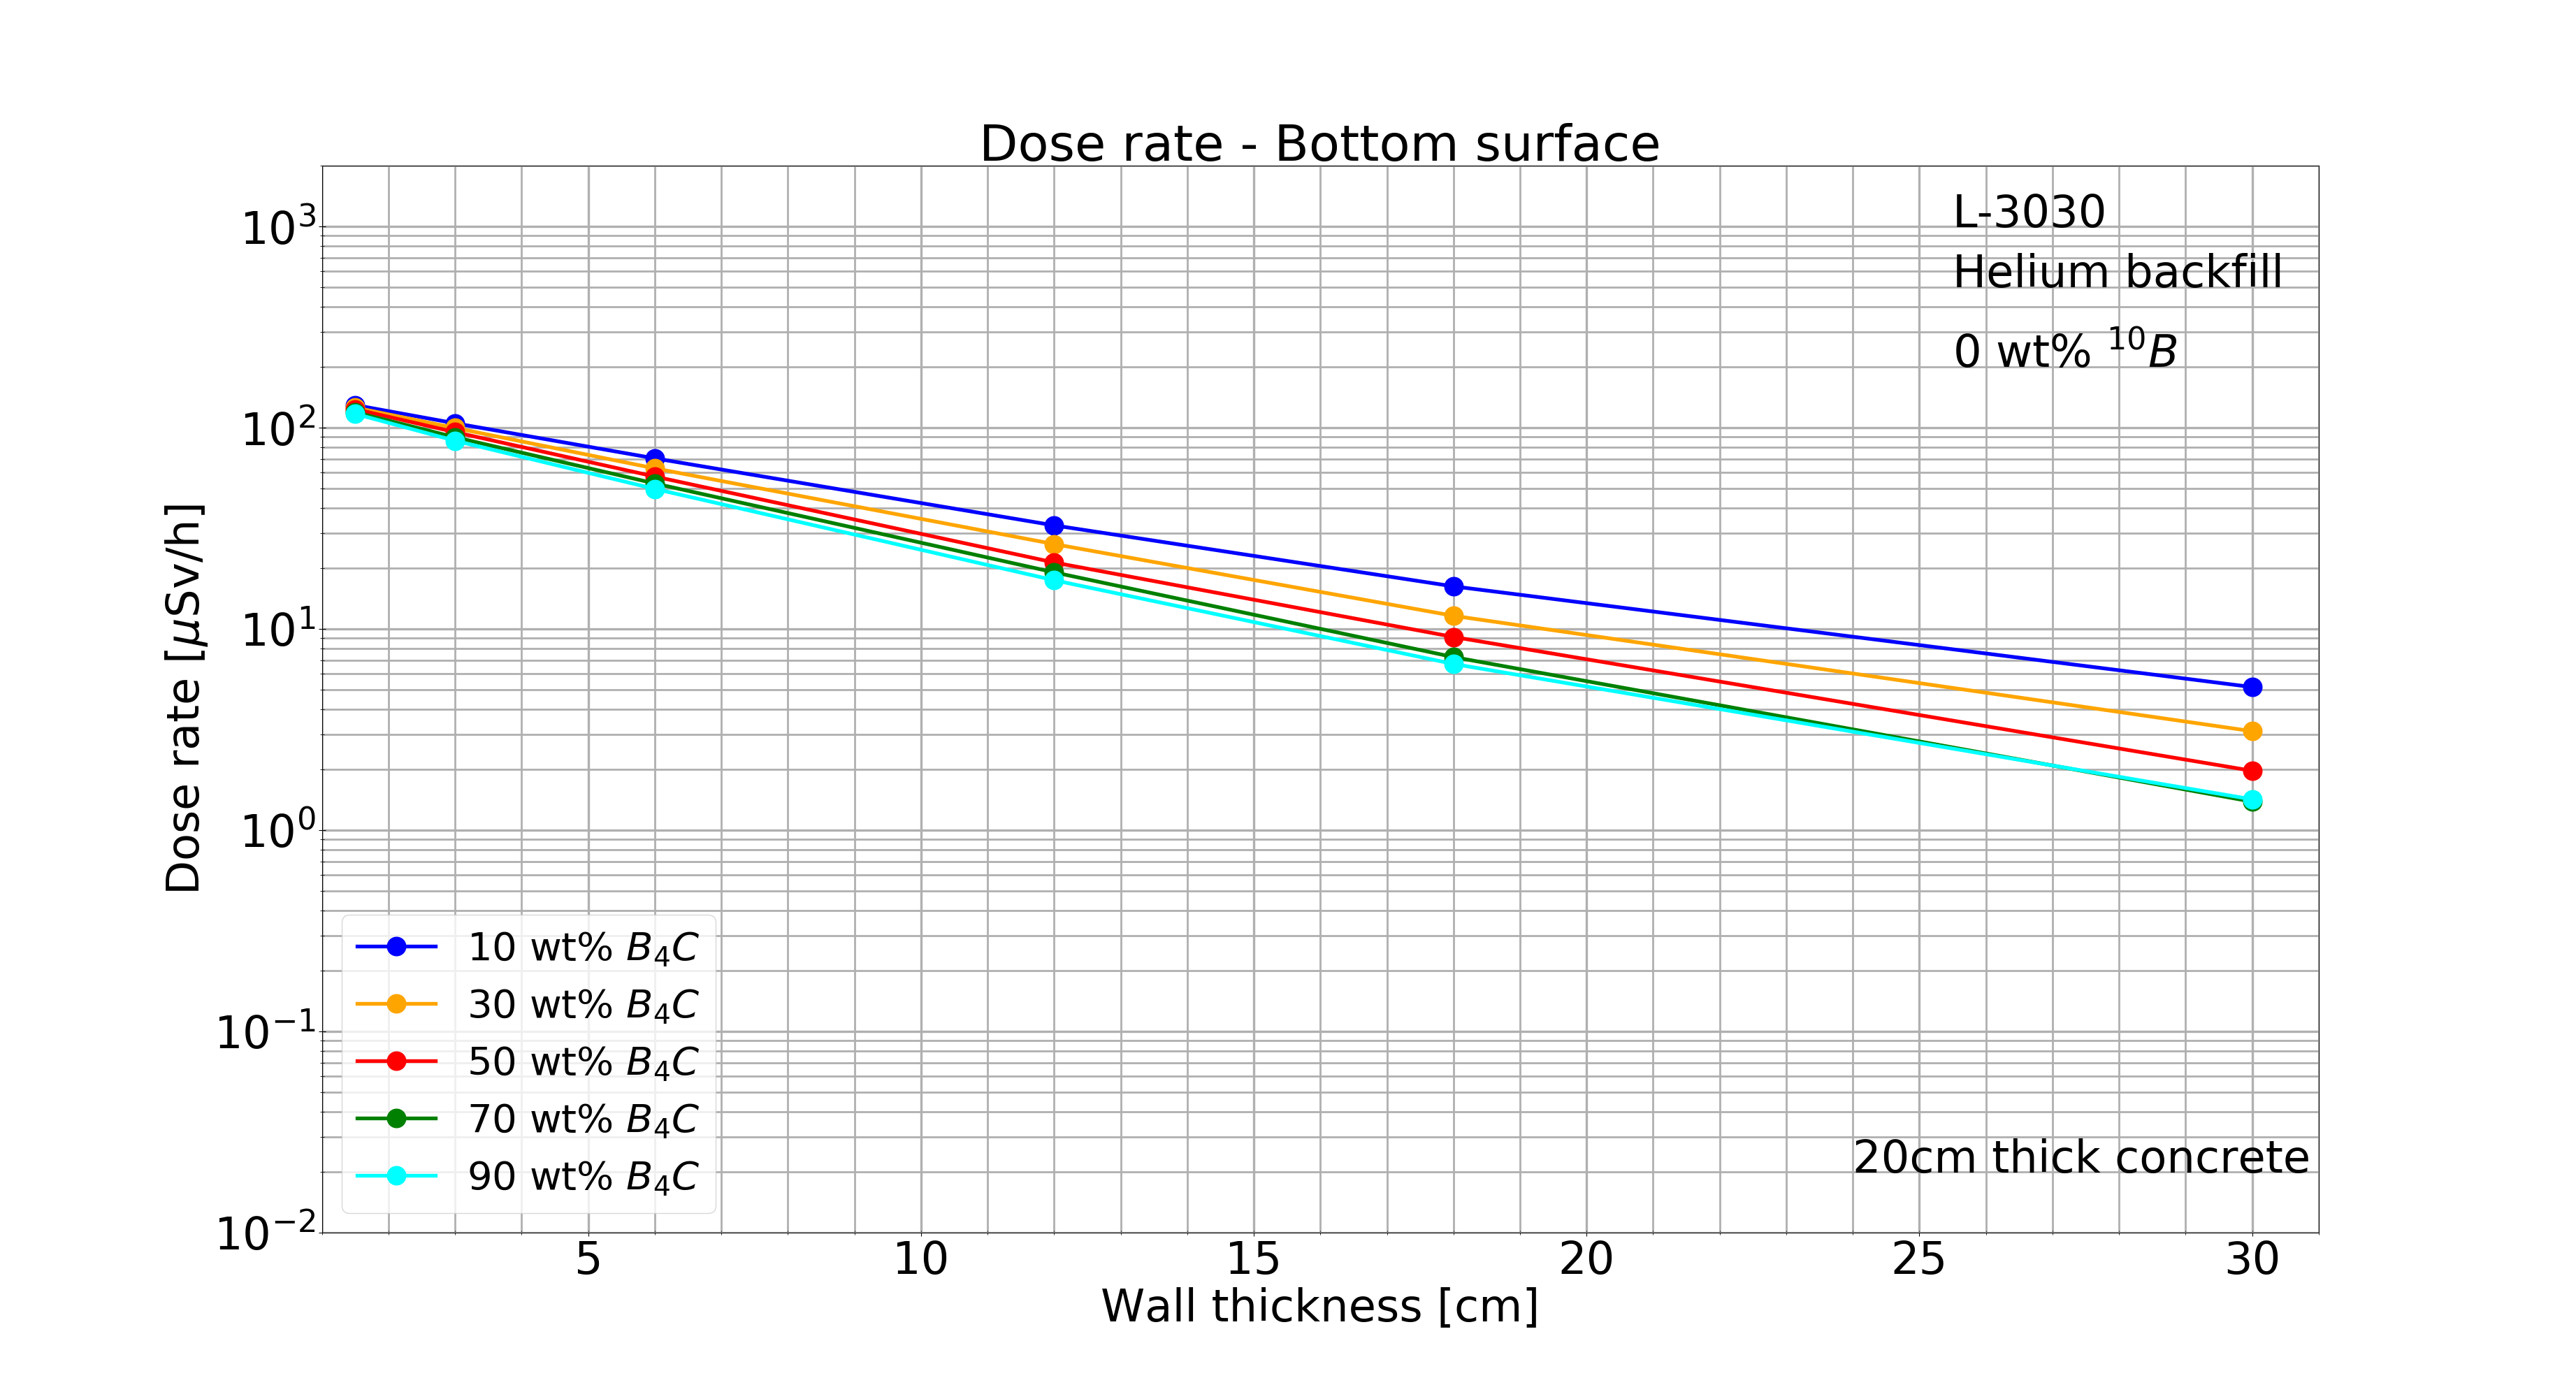 Dose rate - Bottom surface
L-3030
Helium backfill
0 wt% ¹⁰B
10³
10²
10¹
10⁰
10⁻¹
10⁻²
Dose rate [μSv/h]
10 wt% B₄C
30 wt% B₄C
50 wt% B₄C
70 wt% B₄C
90 wt% B₄C
20cm thick concrete
5 10 15 20 25 30
Wall thickness [cm]